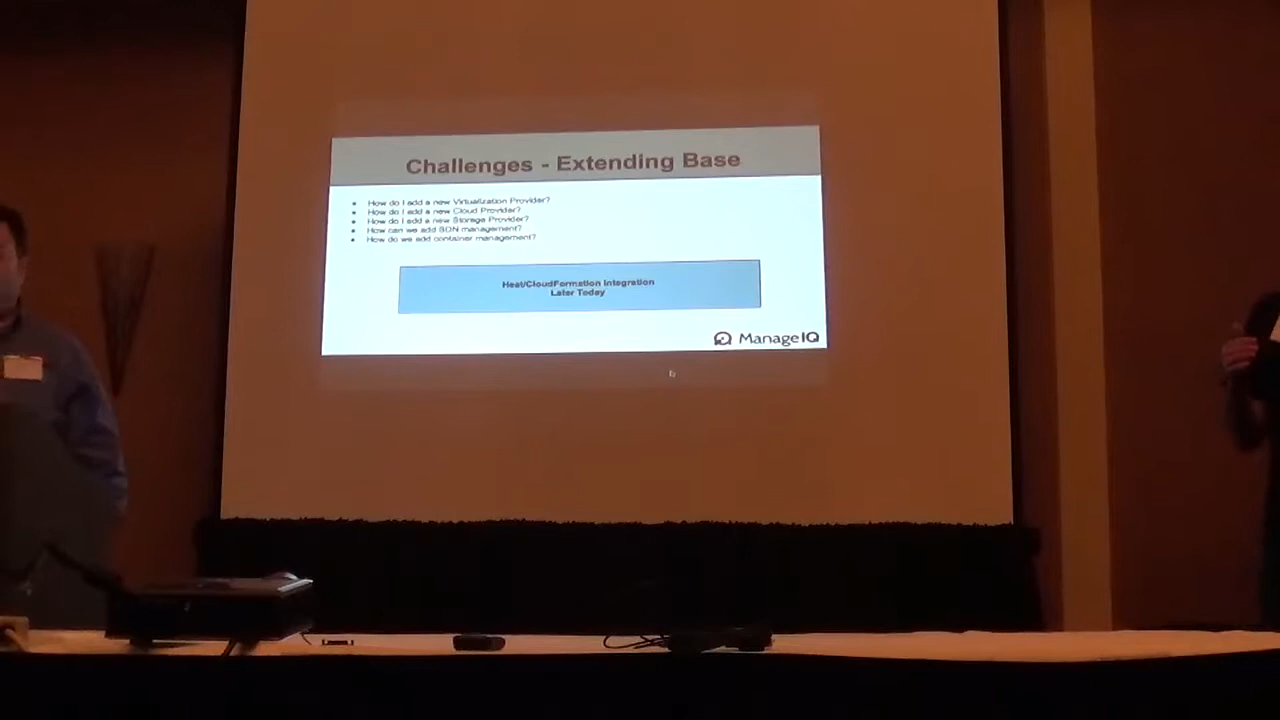 Challenges - Extending Base
• How do I add a new Virtualization Provider?
• How do I add a new Cloud Provider?
• How do I add a new Storage Provider?
• How can we add SDN management?
• How do we add container management?
Heat/CloudFormation Integration
Later Today
ManageIQ